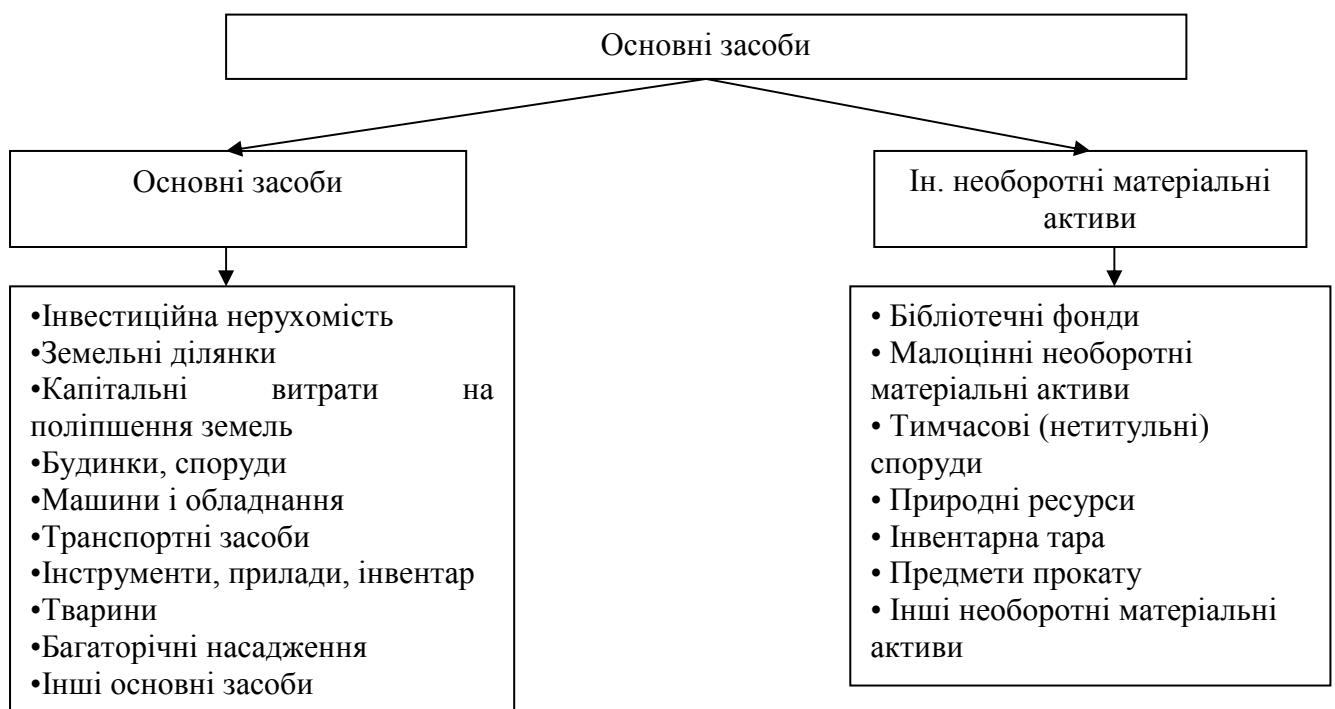 Основні засоби
Основні засоби
Ін. необоротні матеріальні
активи
•Інвестиційна нерухомість
•Земельні ділянки
•Капітальні витрати на
поліпшення земель
•Будинки, споруди
•Машини і обладнання
•Транспортні засоби
•Інструменти, прилади, інвентар
•Тварини
•Багаторічні насадження
•Інші основні засоби
• Бібліотечні фонди
• Малоцінні необоротні
матеріальні активи
• Тимчасові (нетитульні)
споруди
• Природні ресурси
• Інвентарна тара
• Предмети прокату
• Інші необоротні матеріальні
активи